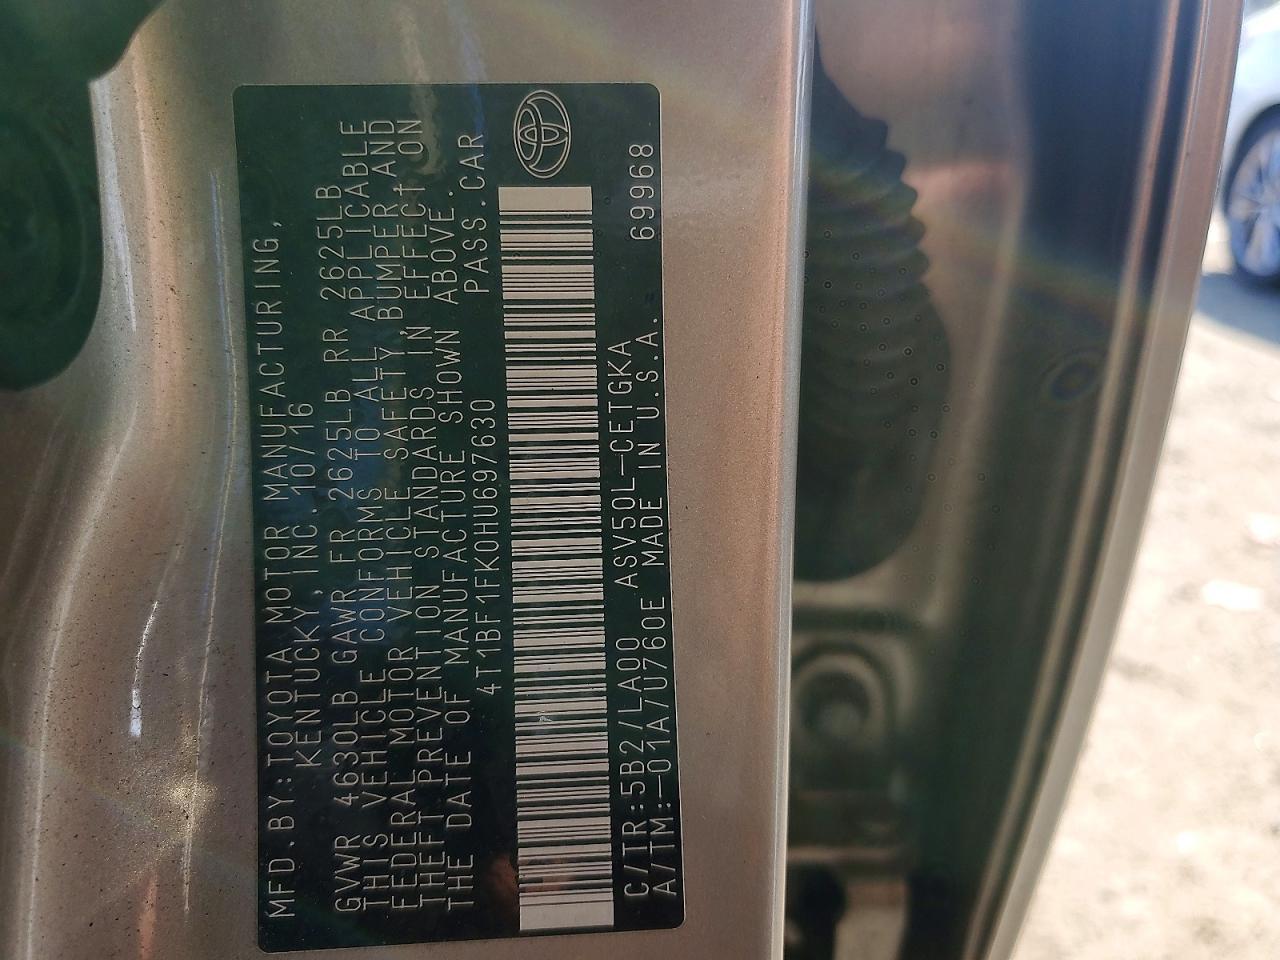 MFD.BY:TOYOTA MOTOR MANUFACTURING,
KENTUCKY, INC. 10/16
GVWR 4630LB GAWR FR 2625LB RR 2625LB
THIS VEHICLE CONFORMS TO ALL APPLICABLE
FEDERAL MOTOR VEHICLE SAFETY,BUMPER,AND
THEFT PREVENTION STANDARDS IN EFFECT ON
THE DATE OF MANUFACTURE SHOWN ABOVE.
4T1BF1FK0HU697630 PASS.CAR
C/TR:5B2/LA00 ASV50L-CETGKA
A/TM:-01A/U760E MADE IN U.S.A. 69968